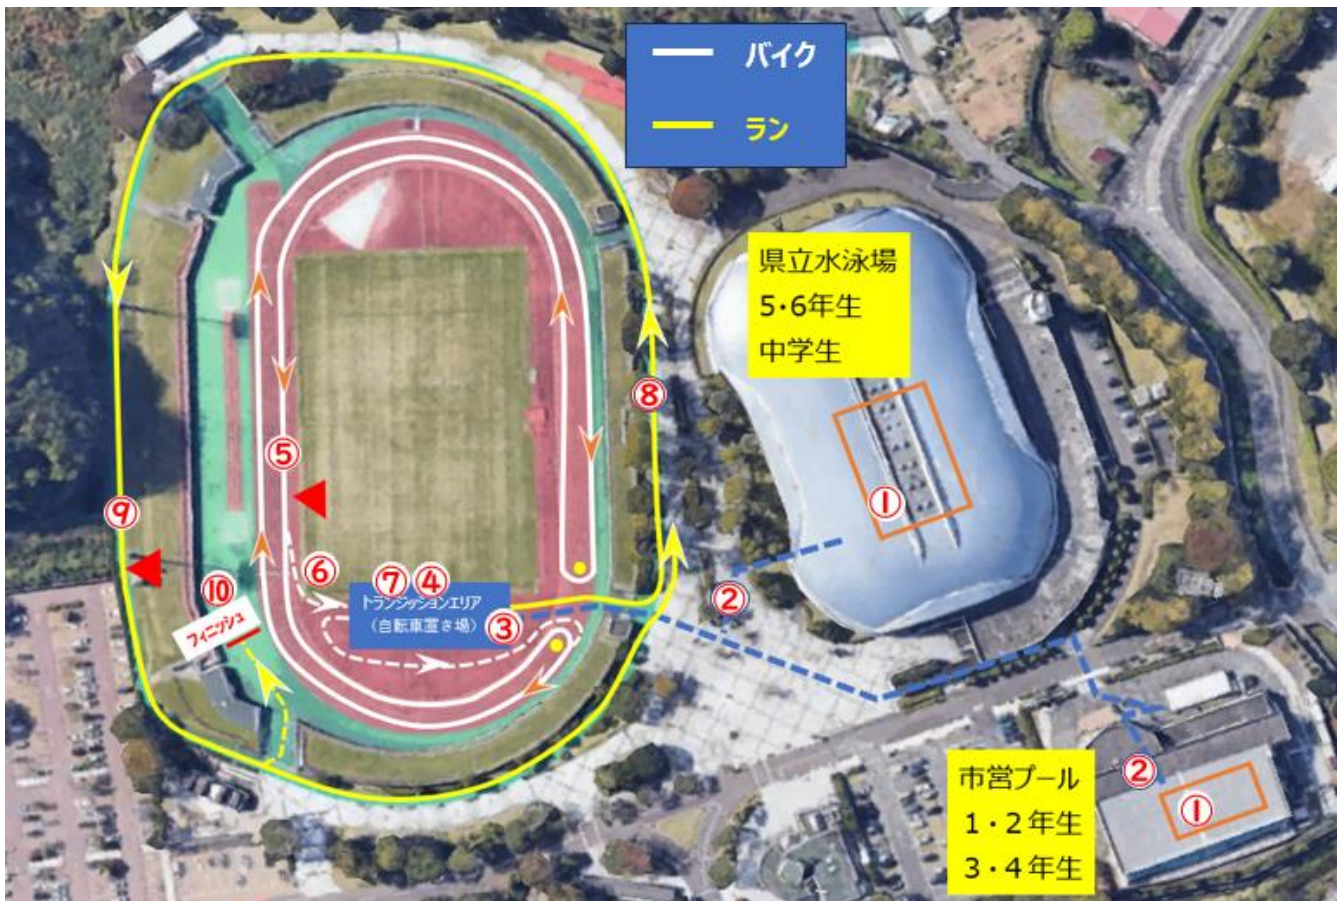 バイク
ラン
県立水泳場
5・6年生
中学生
⑧
⑤
①
⑨
⑥
⑦
④
⑩
②
トランジッションエリア
(自転車置き場)
③
フィニッシュ
市営プール
1・2年生
3・4年生
②
①